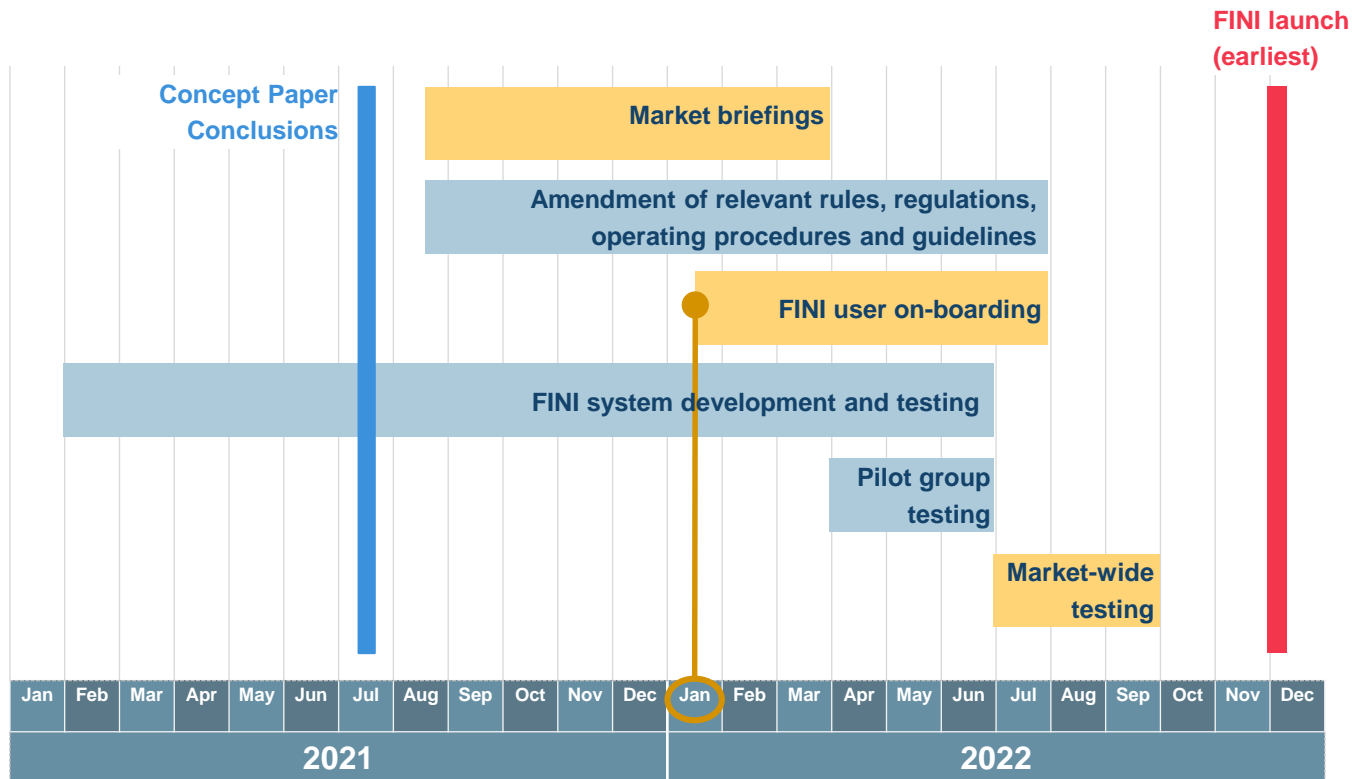 FINI launch
(earliest)
Concept Paper
Conclusions
Market briefings
Amendment of relevant rules, regulations,
operating procedures and guidelines
FINI user on-boarding
FINI system development and testing
Pilot group
testing
Market-wide
testing
Jan Feb Mar Apr May Jun Jul Aug Sep Oct Nov Dec Jan Feb Mar Apr May Jun Jul Aug Sep Oct Nov Dec
2021 2022